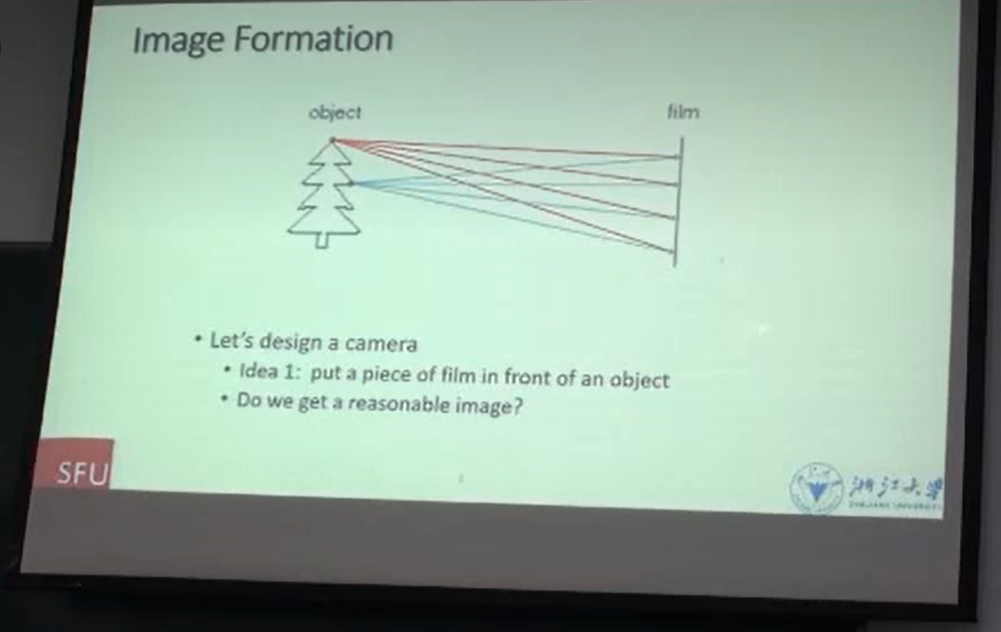 Image Formation
object
film
• Let's design a camera
• Idea 1: put a piece of film in front of an object
• Do we get a reasonable image?
SFU
浙江大学
ZHEJIANG UNIVERSITY